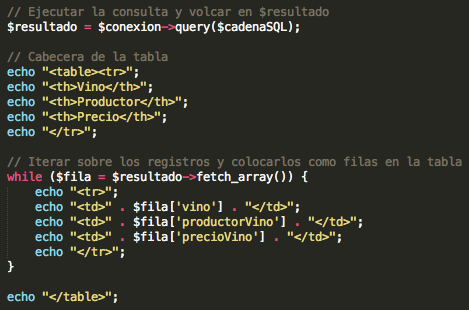 // Ejecutar la consulta y volcar en $resultado
$resultado = $conexion->query($cadenaSQL);

// Cabecera de la tabla
echo "<table><tr>";
echo "<th>Vino</th>";
echo "<th>Productor</th>";
echo "<th>Precio</th>";
echo "</tr>";

// Iterar sobre los registros y colocarlos como filas en la tabla
while ($fila = $resultado->fetch_array()) {
    echo "<tr>";
    echo "<td>" . $fila['vino'] . "</td>";
    echo "<td>" . $fila['productorVino'] . "</td>";
    echo "<td>" . $fila['precioVino'] . "</td>";
    echo "</tr>";
}

echo "</table>";